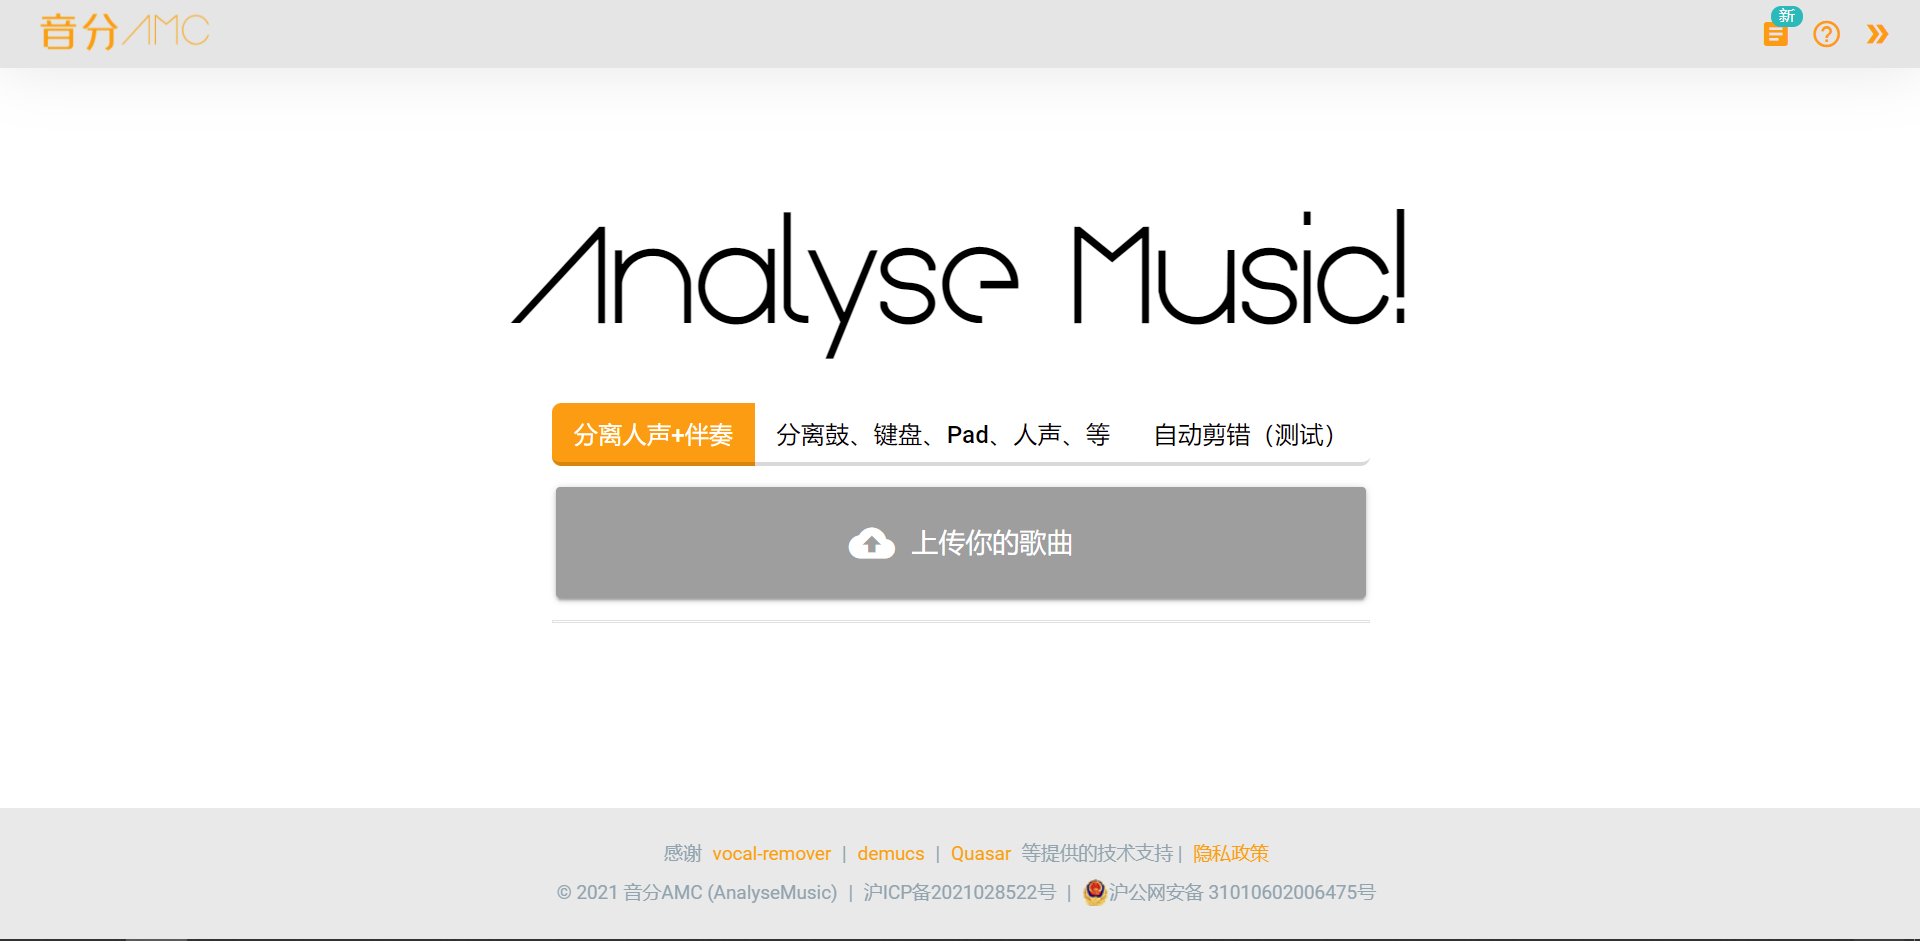 音分AMC
新
Analyse Music!
分离人声+伴奏 分离鼓、键盘、Pad、人声、等 自动剪错（测试）
上传你的歌曲
感谢 vocal-remover | demucs | Quasar 等提供的技术支持 | 隐私政策
© 2021 音分AMC (AnalyseMusic) | 沪ICP备2021028522号 | 沪公网安备 31010602006475号